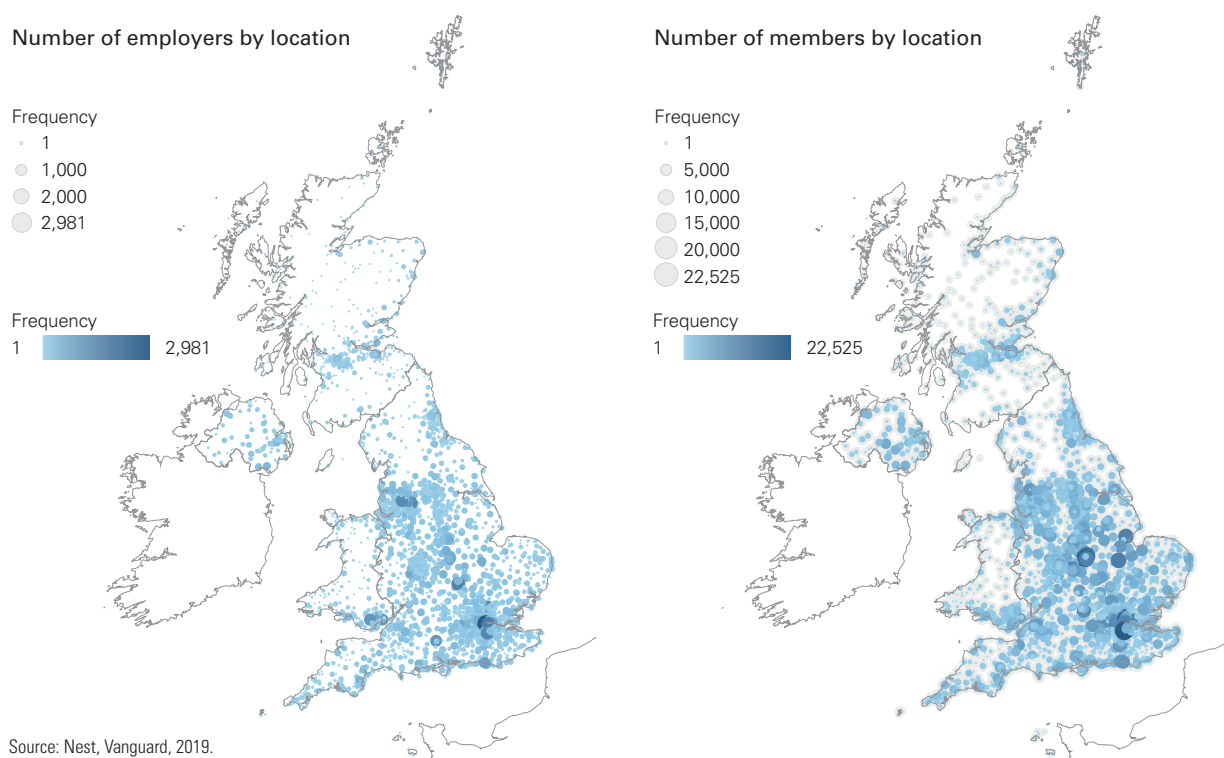 Number of employers by location
Frequency
1
1,000
2,000
2,981
Frequency
1 2,981
Number of members by location
Frequency
1
5,000
10,000
15,000
20,000
22,525
Frequency
1 22,525
Source: Nest, Vanguard, 2019.